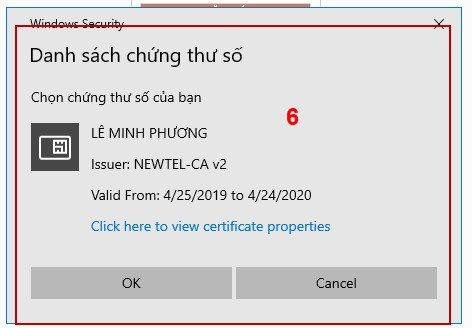 Windows Security
Danh sách chứng thư số
Chọn chứng thư số của bạn
6
LÊ MINH PHƯƠNG
Issuer: NEWTEL-CA v2
Valid From: 4/25/2019 to 4/24/2020
Click here to view certificate properties
OK
Cancel